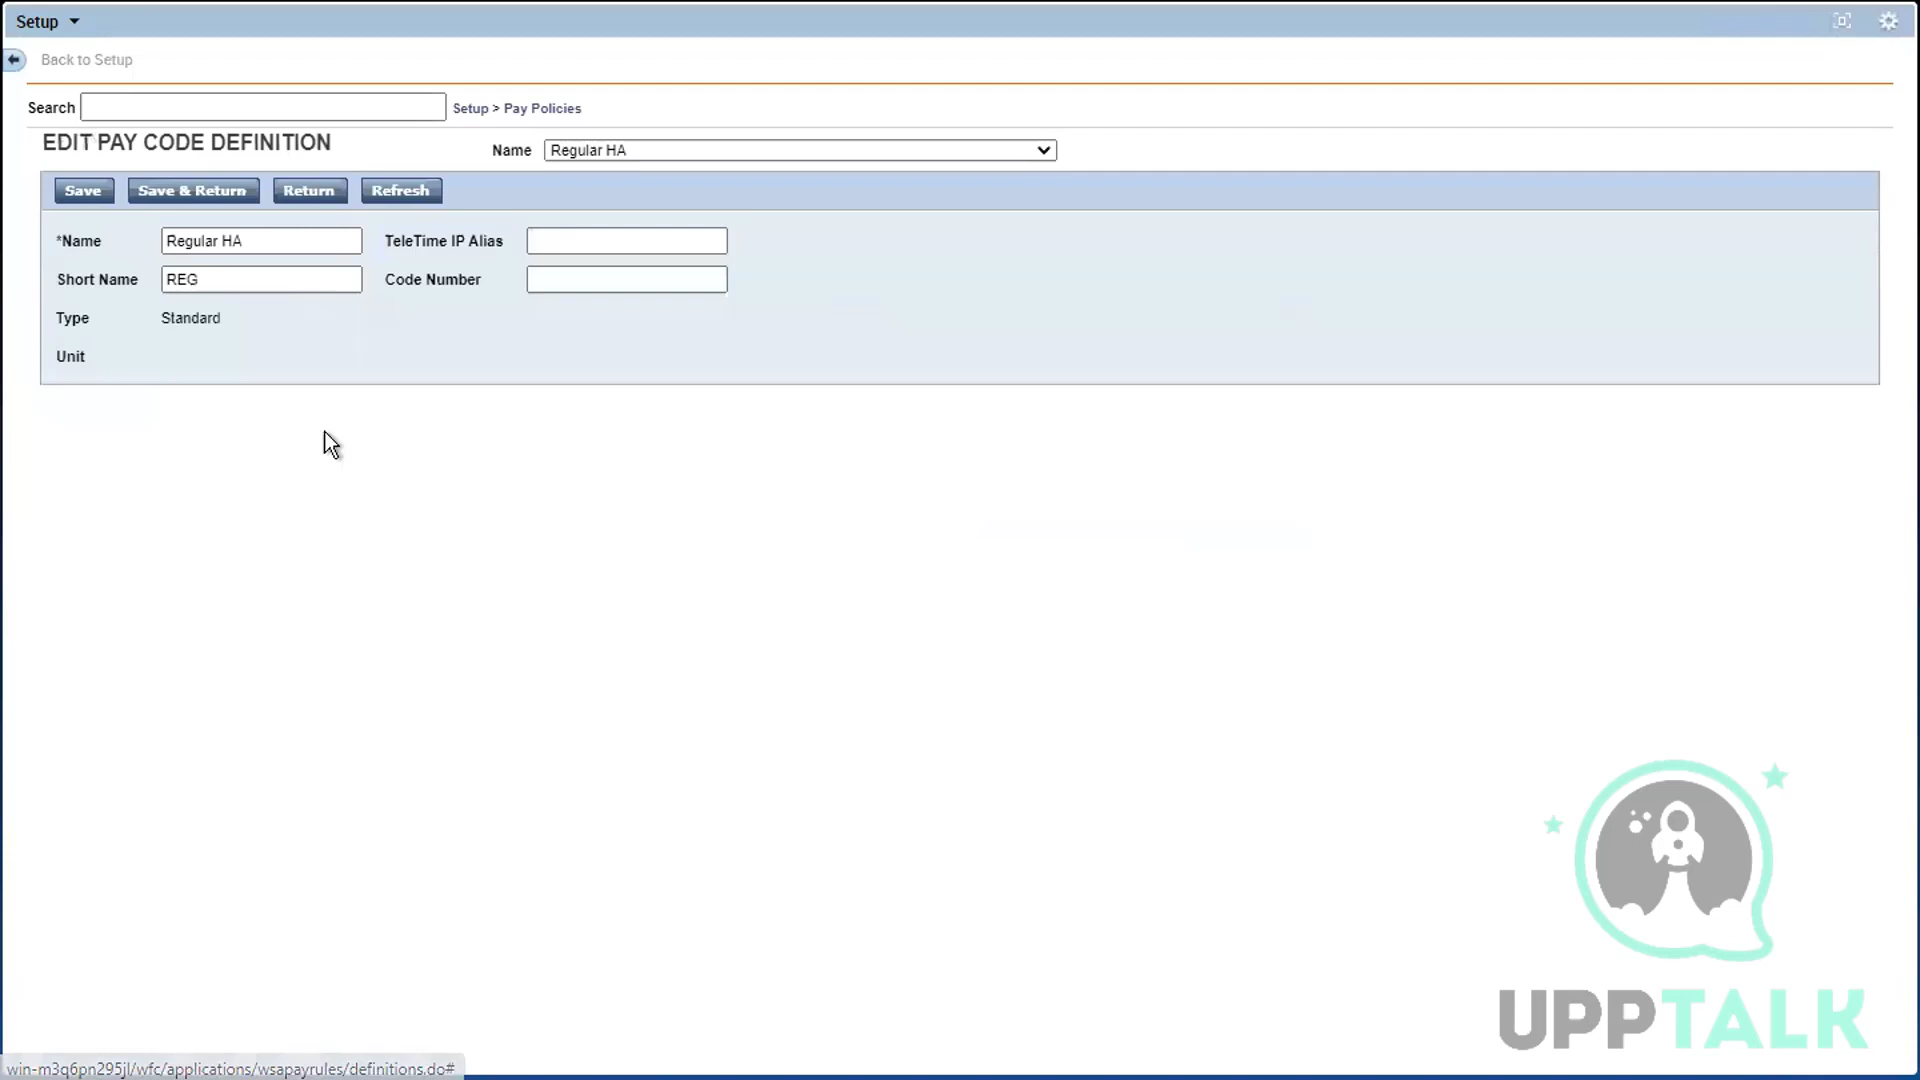 Setup
Back to Setup
Search Setup > Pay Policies
EDIT PAY CODE DEFINITION
Name Regular HA
Save Save & Return Return Refresh
*Name Regular HA TeleTime IP Alias
Short Name REG Code Number
Type Standard
Unit
UPPTALK
win-m3q6pn295jl/wfc/applications/wsapayrules/definitions.do#